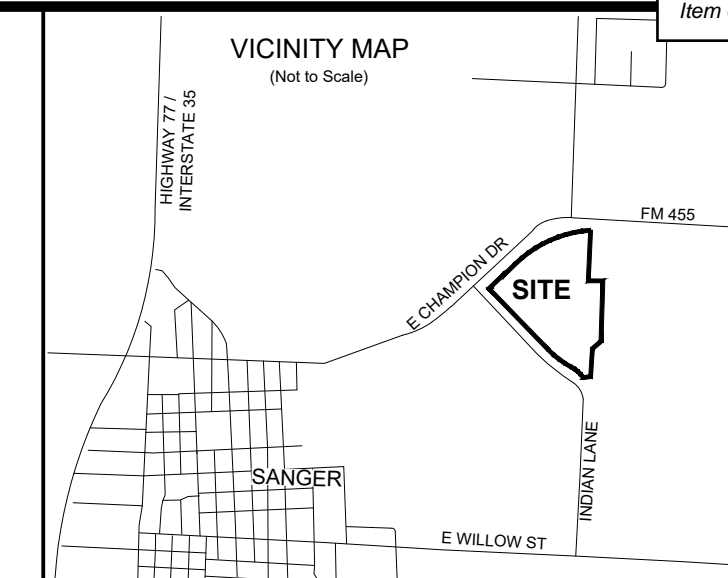 Item
VICINITY MAP
(Not to Scale)
HIGHWAY 77 /
INTERSTATE 35
FM 455
E CHAMPION DR
SITE
SANGER
INDIAN LANE
E WILLOW ST